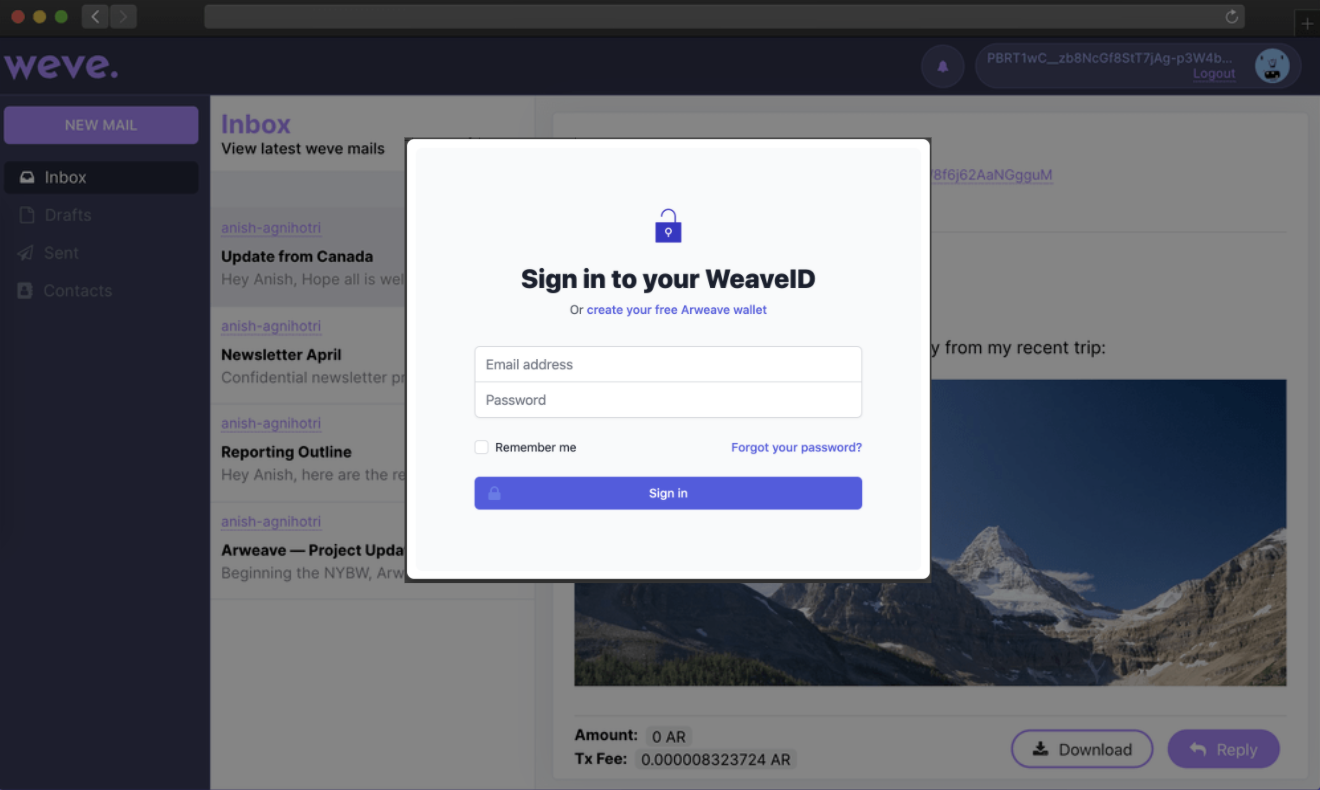 weve.
PBRT1wC__zb8NcGf8StT7jAg-p3W4b...
Logout
NEW MAIL
Inbox
Drafts
Sent
Contacts
Inbox
View latest weve mails
anish-agnihotri
Update from Canada
Hey Anish, Hope all is wel
anish-agnihotri
Newsletter April
Confidential newsletter pr
anish-agnihotri
Reporting Outline
Hey Anish, here are the re
anish-agnihotri
Arweave — Project Upda
Beginning the NYBW, Arw
Sign in to your WeaveID
Or create your free Arweave wallet
Email address
Password
Remember me
Forgot your password?
Sign in
8f6j62AaNGgguM
y from my recent trip:
Amount: 0 AR
Tx Fee: 0.000008323724 AR
Download
Reply